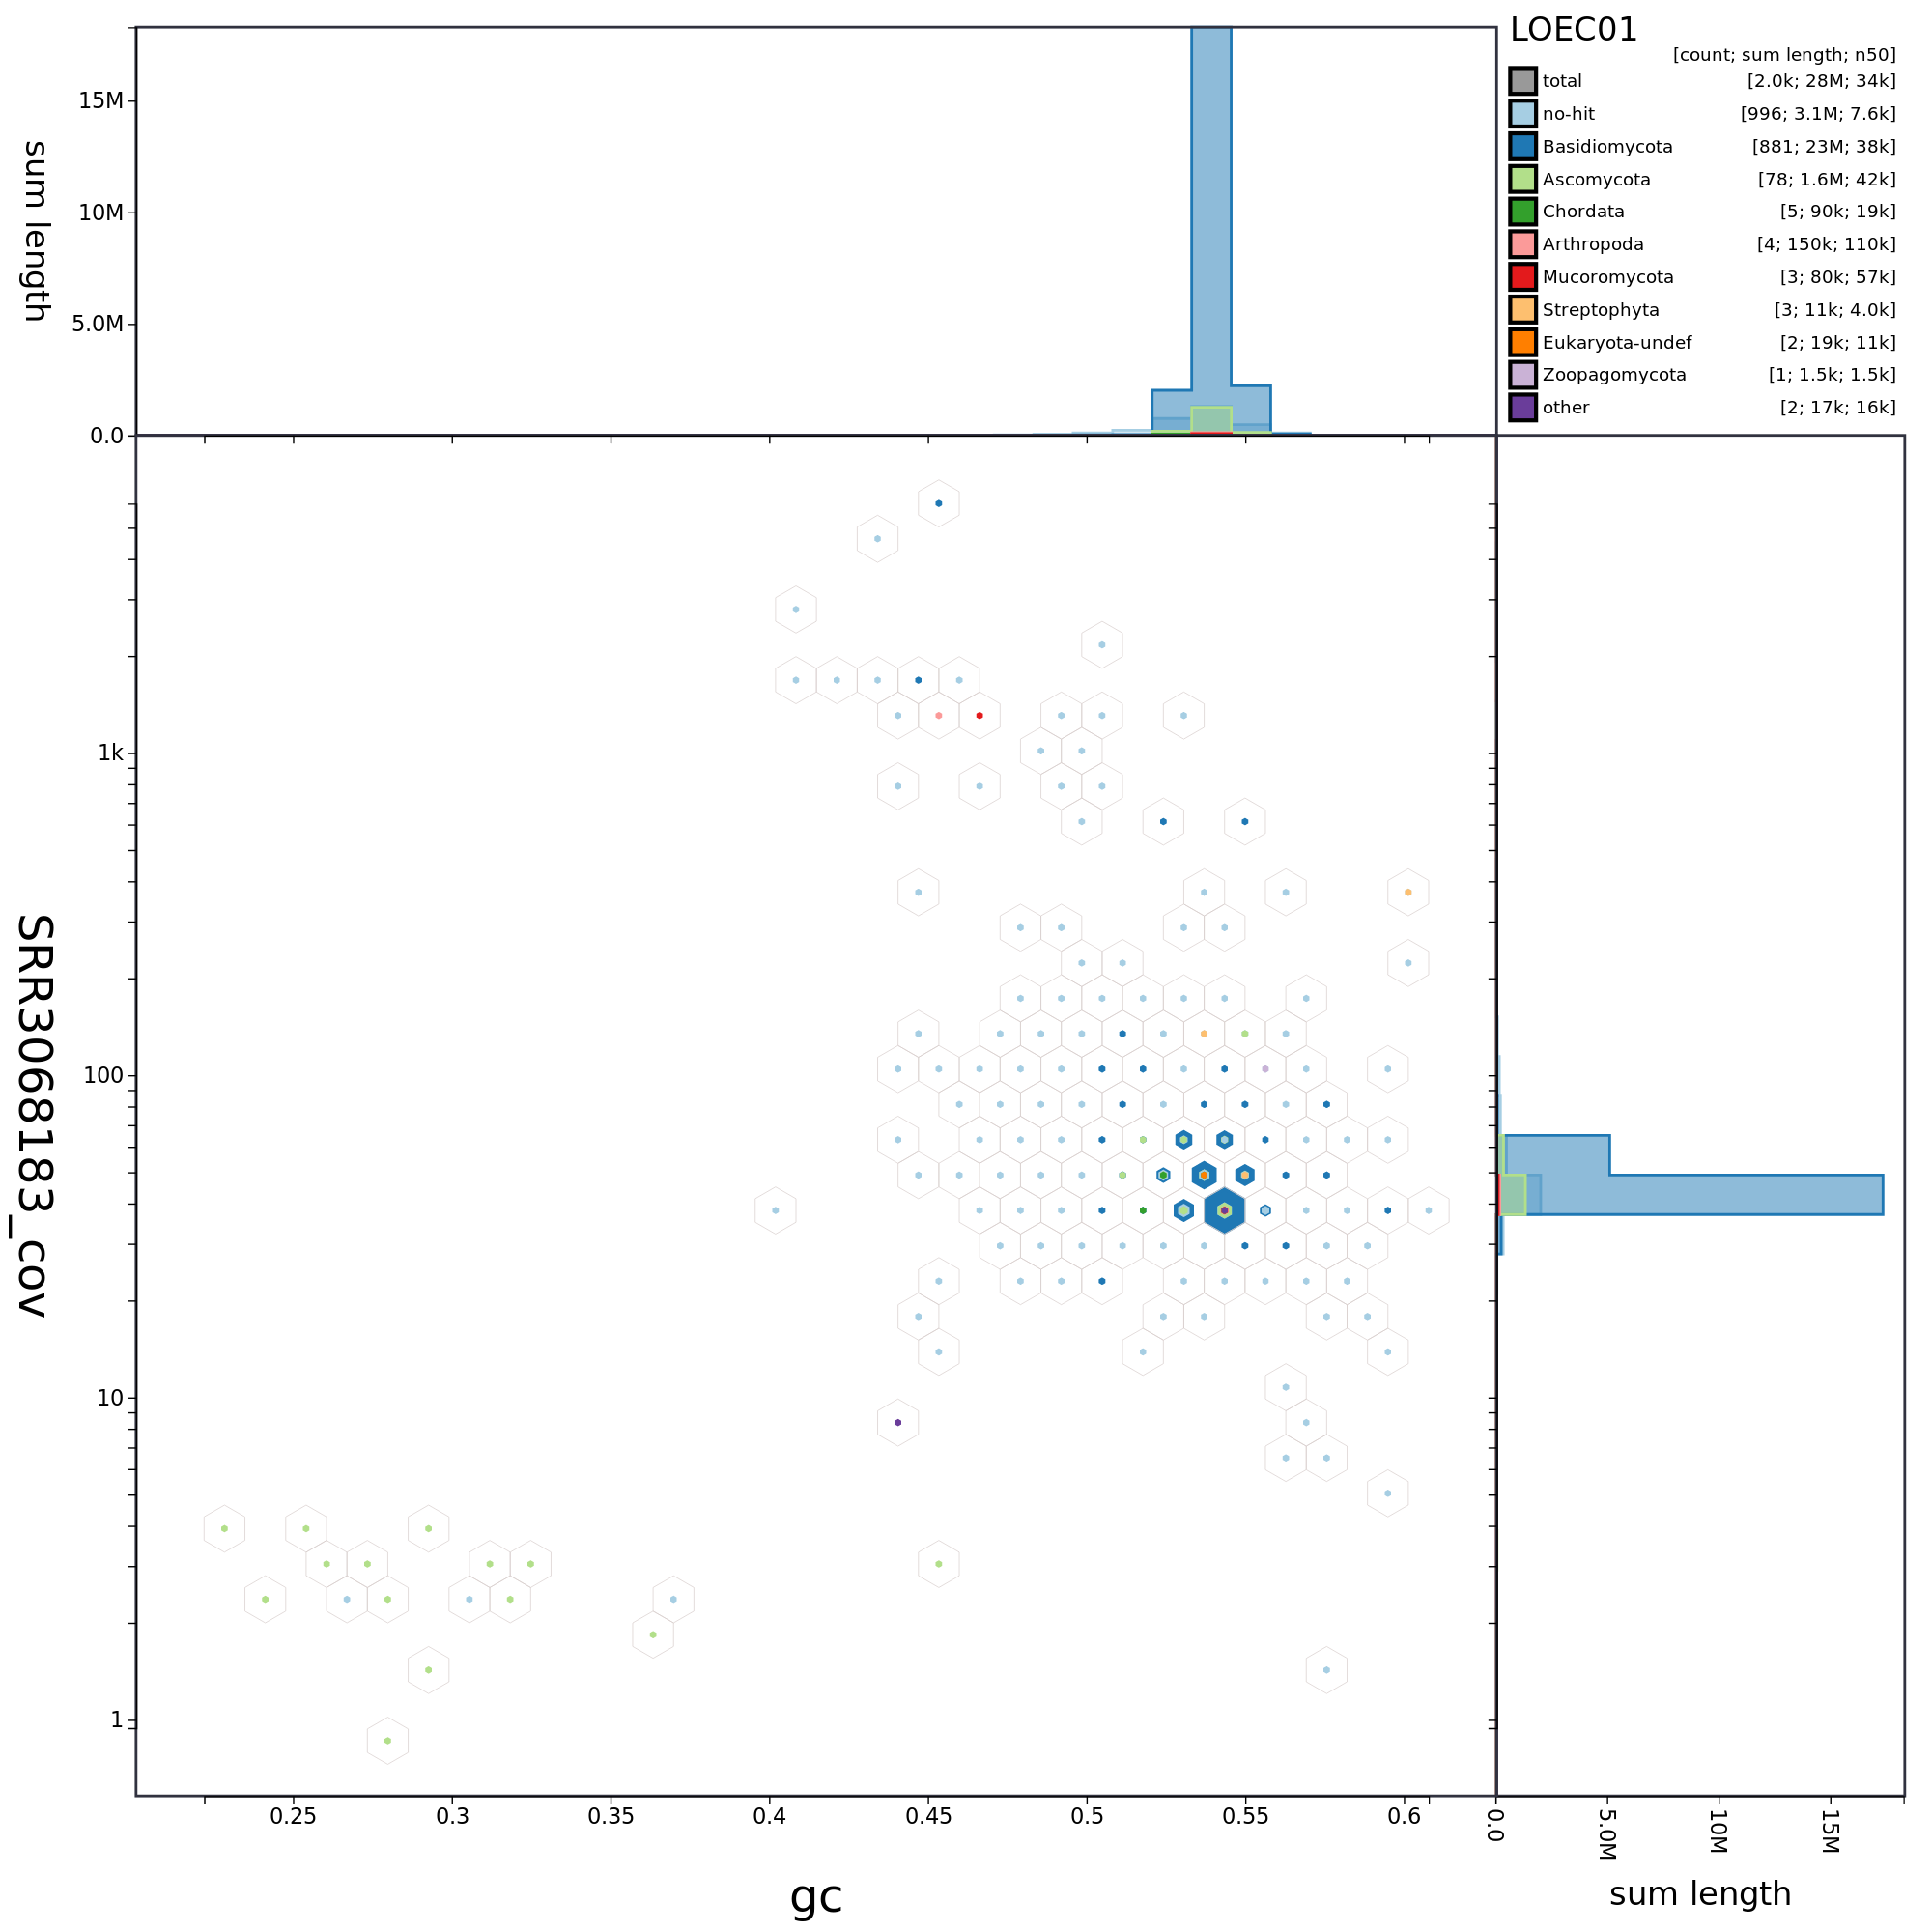 LOEC01
[count; sum length; n50]
total [2.0k; 28M; 34k]
no-hit [996; 3.1M; 7.6k]
Basidiomycota [881; 23M; 38k]
Ascomycota [78; 1.6M; 42k]
Chordata [5; 90k; 19k]
Arthropoda [4; 150k; 110k]
Mucoromycota [3; 80k; 57k]
Streptophyta [3; 11k; 4.0k]
Eukaryota-undef [2; 19k; 11k]
Zoopagomycota [1; 1.5k; 1.5k]
other [2; 17k; 16k]
sum length
15M
10M
5.0M
0.0
SRR3068183_cov
1k
100
10
1
0.25 0.3 0.35 0.4 0.45 0.5 0.55 0.6
gc
0.0 5.0M 10M 15M
sum length